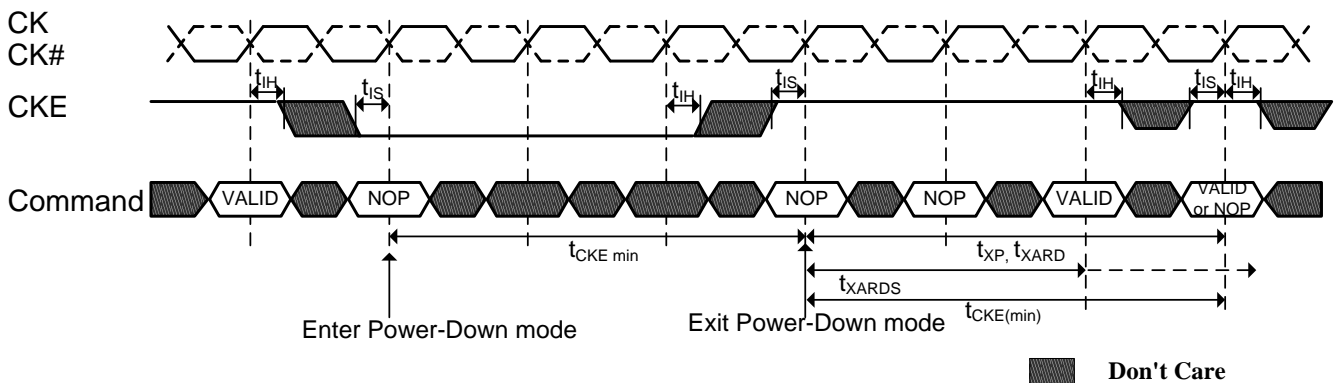 CK
CK#
tIH tIS tIH tIS tIH tIS tIH
CKE
Command VALID NOP NOP NOP VALID VALID or NOP
tCKE min
tXP, tXARD
tXARDS
tCKE(min)
Enter Power-Down mode
Exit Power-Down mode
Don't Care